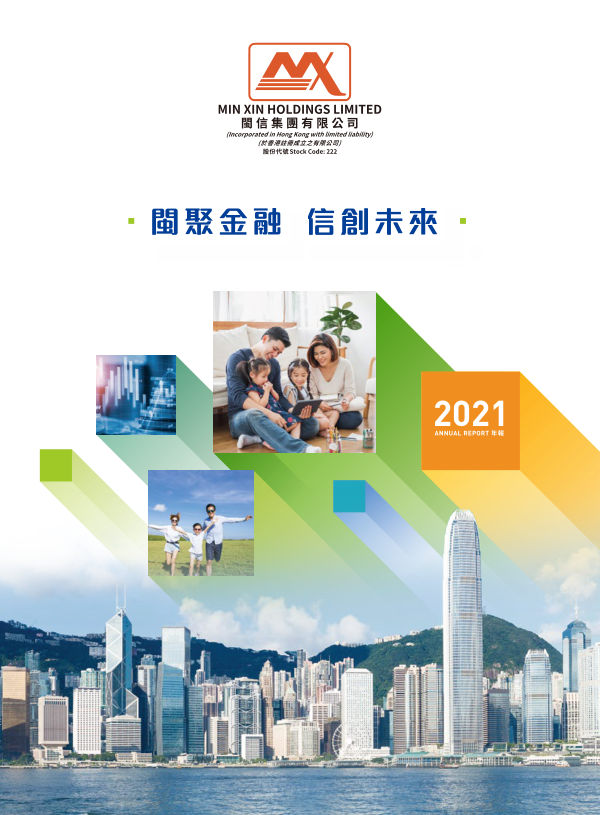 MIN XIN HOLDINGS LIMITED
閩信集團有限公司
(Incorporated in Hong Kong with limited liability)
(於香港註冊成立之有限公司)
股份代號 Stock Code: 222
閩聚金融 信創未來
2021
ANNUAL REPORT 年報